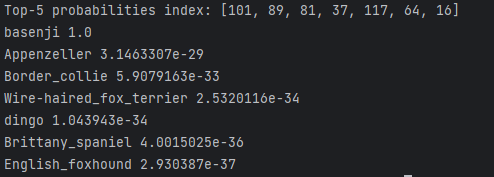 Top-5 probabilities index: [101, 89, 81, 37, 117, 64, 16]
basenji 1.0
Appenzeller 3.1463307e-29
Border_collie 5.9079163e-33
Wire-haired_fox_terrier 2.5320116e-34
dingo 1.043943e-34
Brittany_spaniel 4.0015025e-36
English_foxhound 2.930387e-37